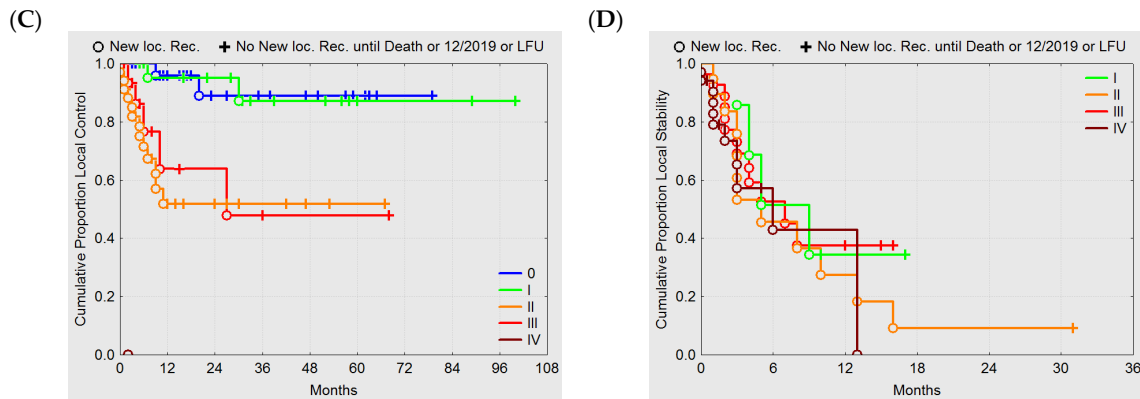 (C)
New loc. Rec. No New loc. Rec. until Death or 12/2019 or LFU
Cumulative Proportion Local Control
1.0
0.8
0.6
0.4
0.2
0.0
0
I
II
III
IV
0 12 24 36 48 60 72 84 96 108
Months
(D)
New loc. Rec. No New loc. Rec. until Death or 12/2019 or LFU
Cumulative Proportion Local Stability
1.0
0.8
0.6
0.4
0.2
0.0
I
II
III
IV
0 6 12 18 24 30 36
Months